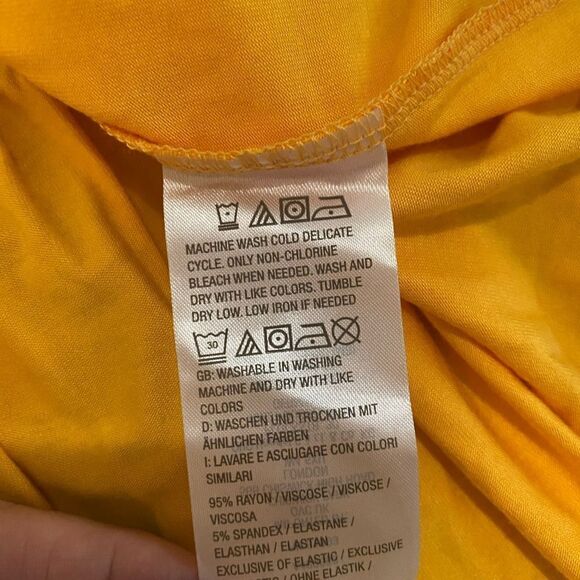 MACHINE WASH COLD DELICATE
CYCLE. ONLY NON-CHLORINE
BLEACH WHEN NEEDED. WASH AND
DRY WITH LIKE COLORS. TUMBLE
DRY LOW. LOW IRON IF NEEDED
30
GB: WASHABLE IN WASHING
MACHINE AND DRY WITH LIKE
COLORS
D: WASCHEN UND TROCKNEN MIT
ÄHNLICHEN FARBEN
I: LAVARE E ASCIUGARE CON COLORI
SIMILARI
95% RAYON / VISCOSE / VISKOSE /
VISCOSA
5% SPANDEX / ELASTANE /
ELASTHAN / ELASTAN
EXCLUSIVE OF ELASTIC / EXCLUSIVE
/ OHNE ELASTIK /